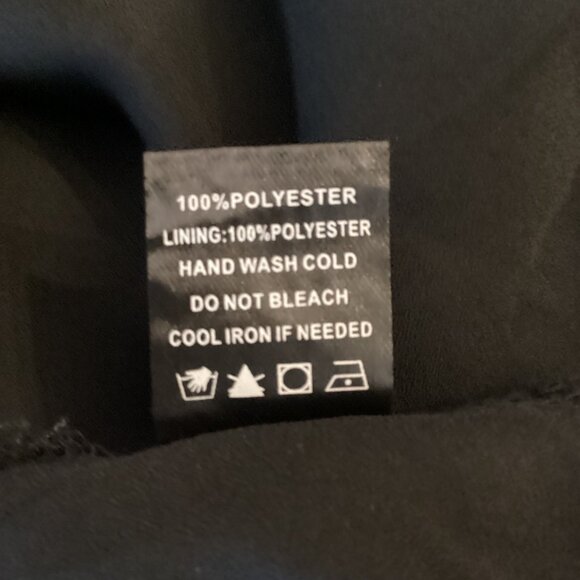 100%POLYESTER
LINING:100%POLYESTER
HAND WASH COLD
DO NOT BLEACH
COOL IRON IF NEEDED